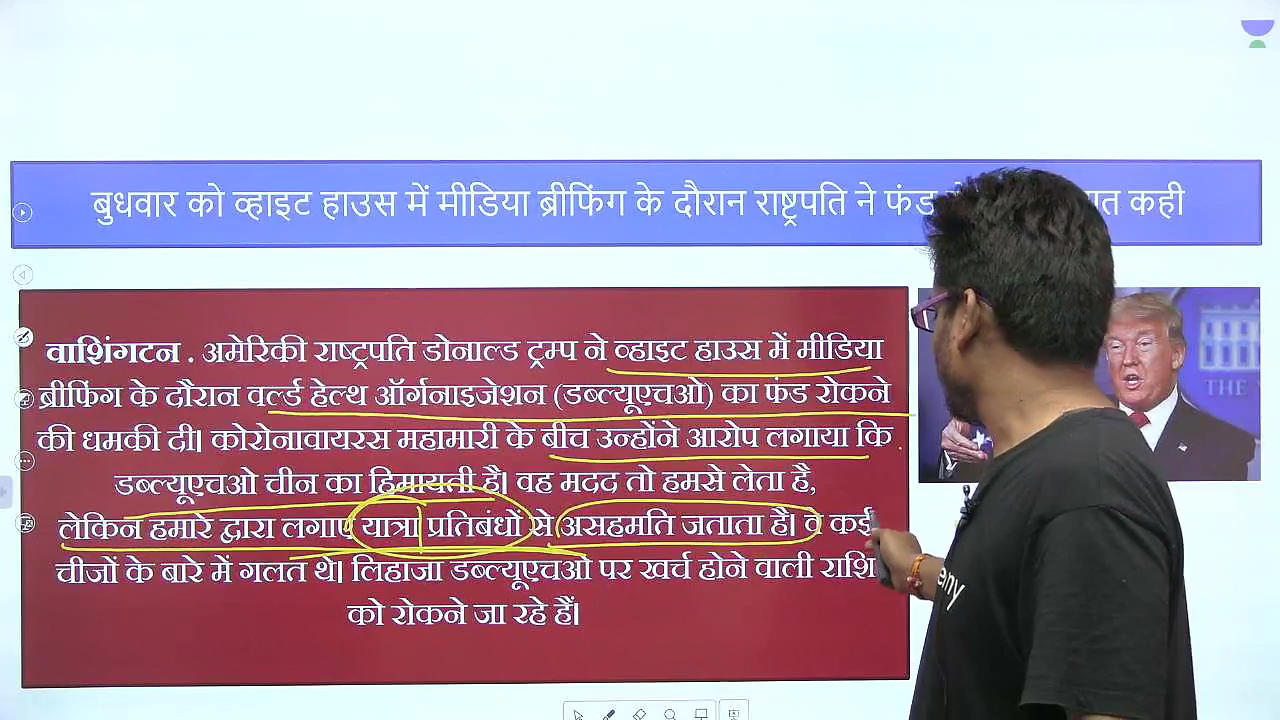 बुधवार को व्हाइट हाउस में मीडिया ब्रीफिंग के दौरान राष्ट्रपति ने फंड कही
वाशिंगटन . अमेरिकी राष्ट्रपति डोनाल्ड ट्रम्प ने व्हाइट हाउस में मीडिया
ब्रीफिंग के दौरान वर्ल्ड हेल्थ ऑर्गनाइजेशन (डब्ल्यूएचओ) का फंड रोकने
की धमकी दी। कोरोनावायरस महामारी के बीच उन्होंने आरोप लगाया कि
डब्ल्यूएचओ चीन का हिमायती है। वह मदद तो हमसे लेता है,
लेकिन हमारे द्वारा लगाए यात्रा प्रतिबंधों से असहमति जताता है। वे कई
चीजों के बारे में गलत थे। लिहाजा डब्ल्यूएचओ पर खर्च होने वाली राशि
को रोकने जा रहे हैं।
THE